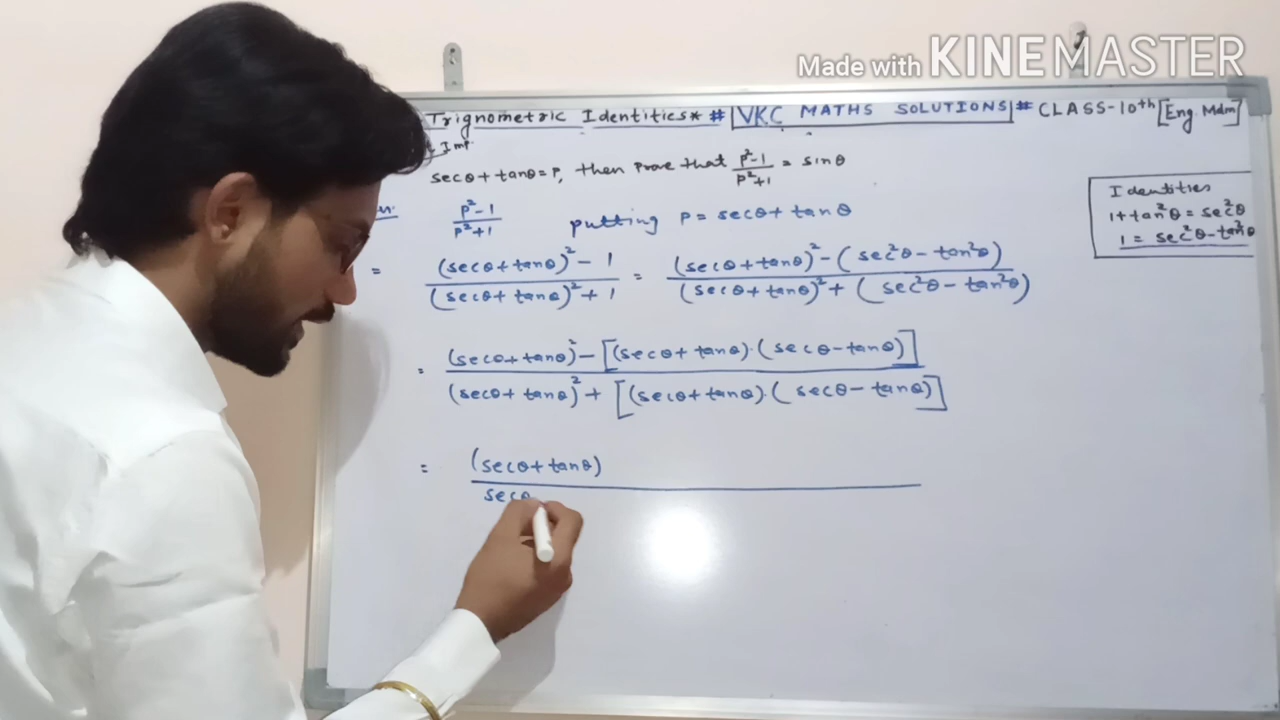 Made with KINEMASTER
Trignometric Identities* # VKC MATHS SOLUTIONS # CLASS-10th [Eng Mdm]
Imp
secθ + tanθ = P, then Prove that P²-1 / P²+1 = sinθ
P²-1 / P²+1 putting P = secθ + tanθ
= (secθ + tanθ)² - 1 / (secθ + tanθ)² + 1 = (secθ + tanθ)² - (sec²θ - tan²θ) / (secθ + tanθ)² + (sec²θ - tan²θ)
= (secθ + tanθ)² - [(secθ + tanθ).(secθ - tanθ)] / (secθ + tanθ)² + [(secθ + tanθ).(secθ - tanθ)]
= (secθ + tanθ) / secθ
Identities
1 + tan²θ = sec²θ
1 = sec²θ - tan²θ